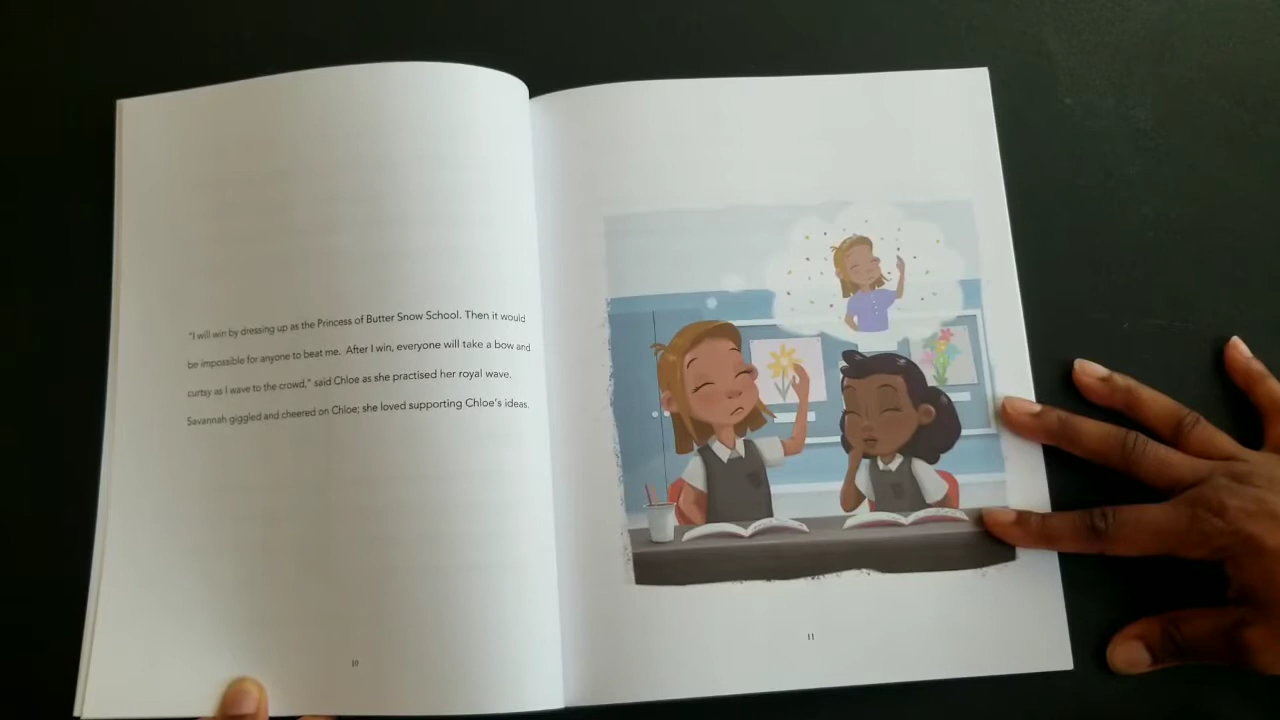 "I will win by dressing up as the Princess of Butter Snow School. Then it would
be impossible for anyone to beat me. After I win, everyone will take a bow and
curtsy as I wave to the crowd," said Chloe as she practised her royal wave.
Savannah giggled and cheered on Chloe; she loved supporting Chloe's ideas.
10
11